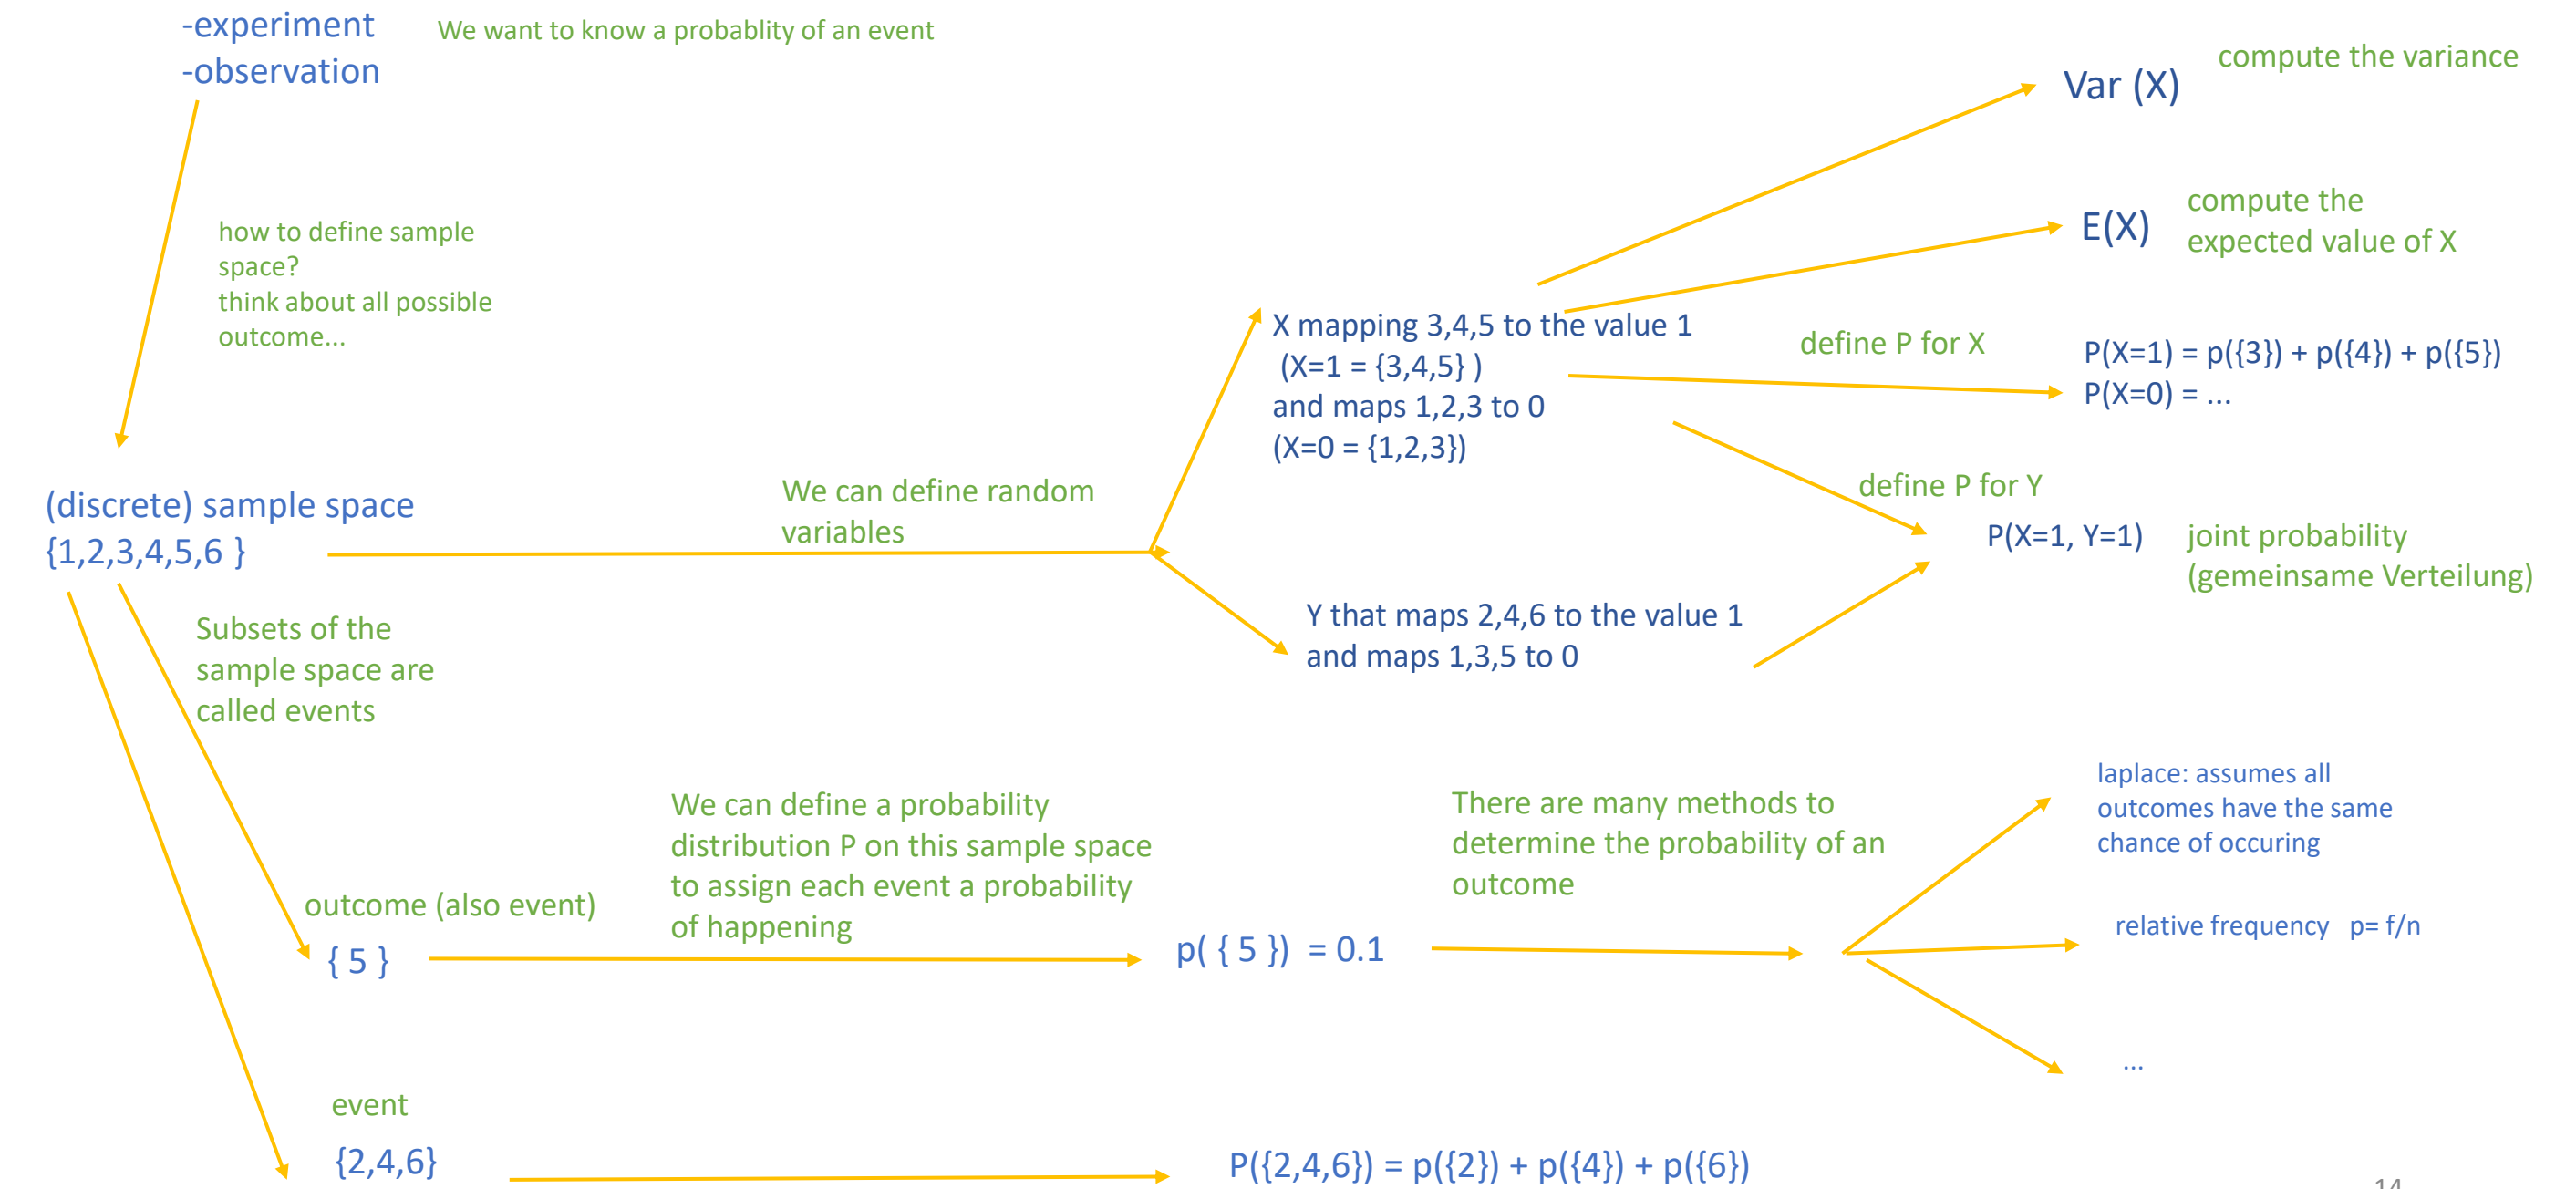 -experiment
-observation
We want to know a probablity of an event
how to define sample
space?
think about all possible
outcome...
(discrete) sample space
{1,2,3,4,5,6 }
We can define random
variables
X mapping 3,4,5 to the value 1
(X=1 = {3,4,5} )
and maps 1,2,3 to 0
(X=0 = {1,2,3})
Y that maps 2,4,6 to the value 1
and maps 1,3,5 to 0
Var (X)
compute the variance
E(X)
compute the
expected value of X
define P for X
P(X=1) = p({3}) + p({4}) + p({5})
P(X=0) = ...
define P for Y
P(X=1, Y=1)
joint probability
(gemeinsame Verteilung)
Subsets of the
sample space are
called events
outcome (also event)
{ 5 }
We can define a probability
distribution P on this sample space
to assign each event a probability
of happening
p( { 5 }) = 0.1
There are many methods to
determine the probability of an
outcome
laplace: assumes all
outcomes have the same
chance of occuring
relative frequency p= f/n
...
event
{2,4,6}
P({2,4,6}) = p({2}) + p({4}) + p({6})
14